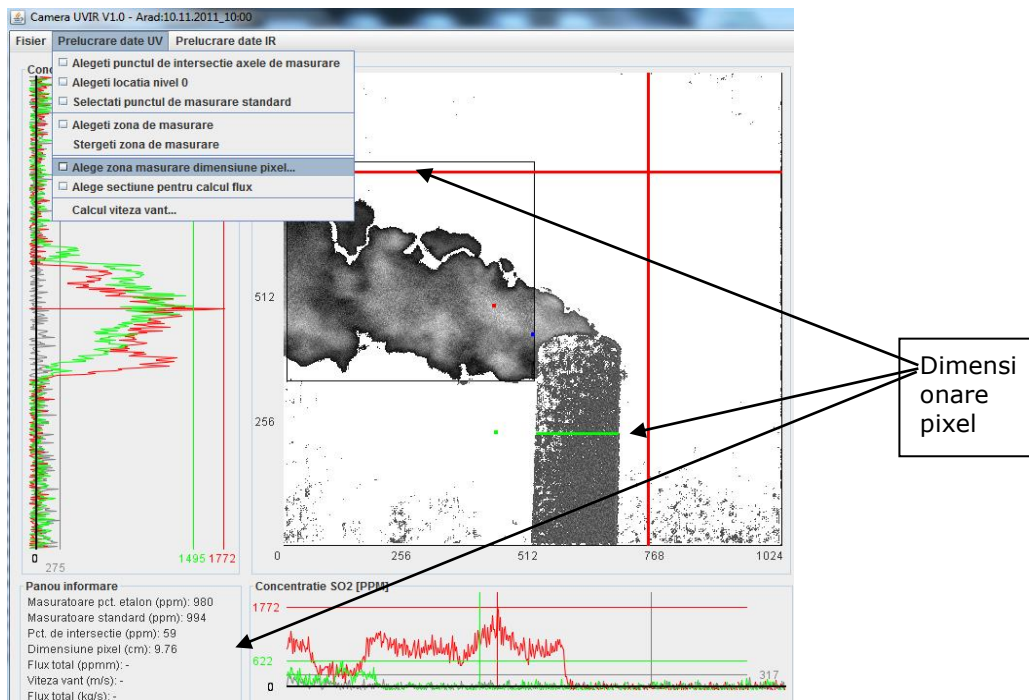 Camera UVIR V1.0 - Arad:10.11.2011_10:00
Fisier Prelucrare date UV Prelucrare date IR
Alegeti punctul de intersectie axele de masurare
Alegeti locatia nivel 0
Selectati punctul de masurare standard
Alegeti zona de masurare
Stergeti zona de masurare
Alege zona masurare dimensiune pixel...
Alege sectiune pentru calcul flux
Calcul viteza vant...
512
256
0 256 512 768 1024
0 275 1495 1772
Dimensi
onare
pixel
Panou informare
Masuratoare pct. etalon (ppm): 980
Masuratoare standard (ppm): 994
Pct. de intersectie (ppm): 59
Dimensiune pixel (cm): 9.76
Flux total (ppmm): -
Viteza vant (m/s): -
Flux total (kg/s): -
Concentratie SO2 [PPM]
1772
622
317
0